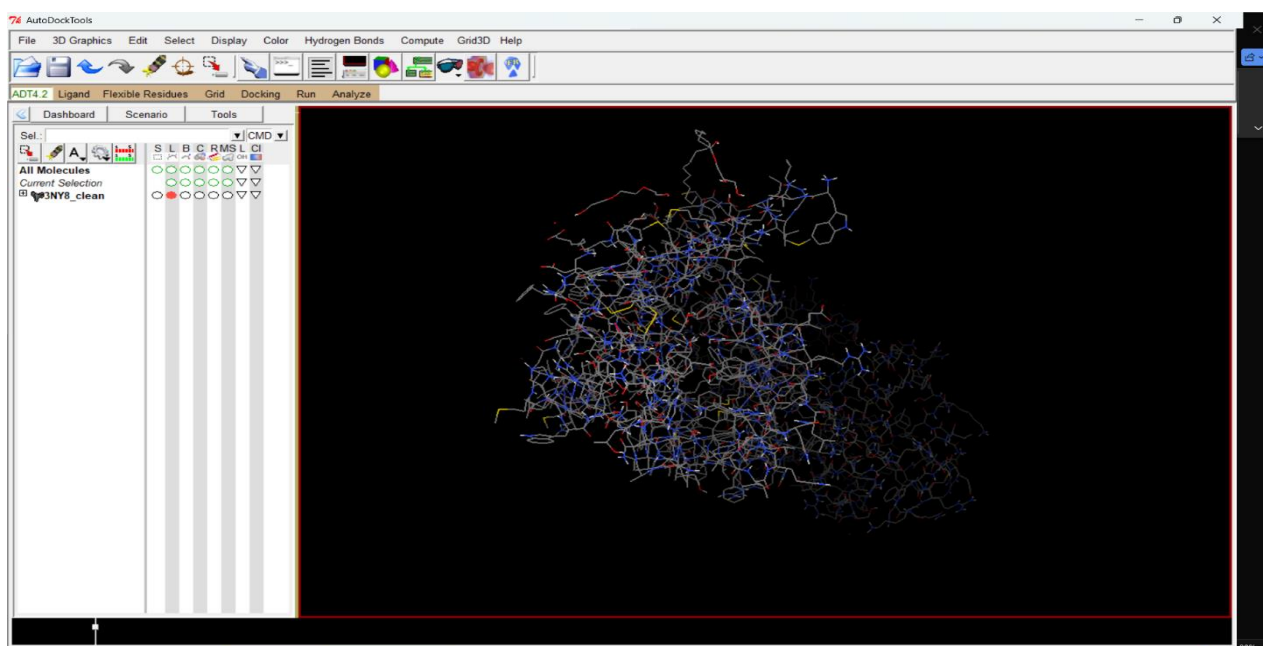 AutoDockTools
File 3D Graphics Edit Select Display Color Hydrogen Bonds Compute Grid3D Help
ADT4.2 Ligand Flexible Residues Grid Docking Run Analyze
Dashboard Scenario Tools
Sel.: CMD
A S L B C R MS L Cl
All Molecules
Current Selection
3NY8_clean